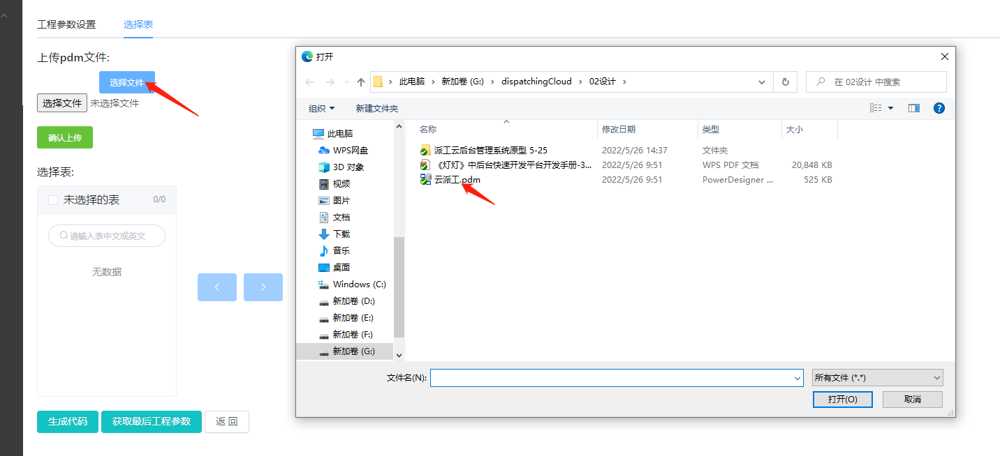 工程参数设置 选择表
上传pdm文件:
选择文件
选择文件 未选择文件
确认上传
选择表:
未选择的表 0/0
请输入表中文或英文
无数据
生成代码 获取最后工程参数 返 回
打开
此电脑 新加卷 (G:) dispatchingCloud 02设计
在 02设计 中搜索
组织 新建文件夹
此电脑
WPS网盘
3D 对象
视频
图片
文档
下载
音乐
桌面
Windows (C:)
新加卷 (D:)
新加卷 (E:)
新加卷 (F:)
新加卷 (G:)
名称 修改日期 类型 大小
派工云后台管理系统原型 5-25 2022/5/26 14:37 文件夹
《灯灯》中后台快速开发平台开发手册-3... 2022/5/26 9:51 WPS PDF 文档 20,848 KB
云派工.pdm 2022/5/26 9:51 PowerDesigner ... 525 KB
文件名(N): 所有文件 (*.*)
打开(O) 取消